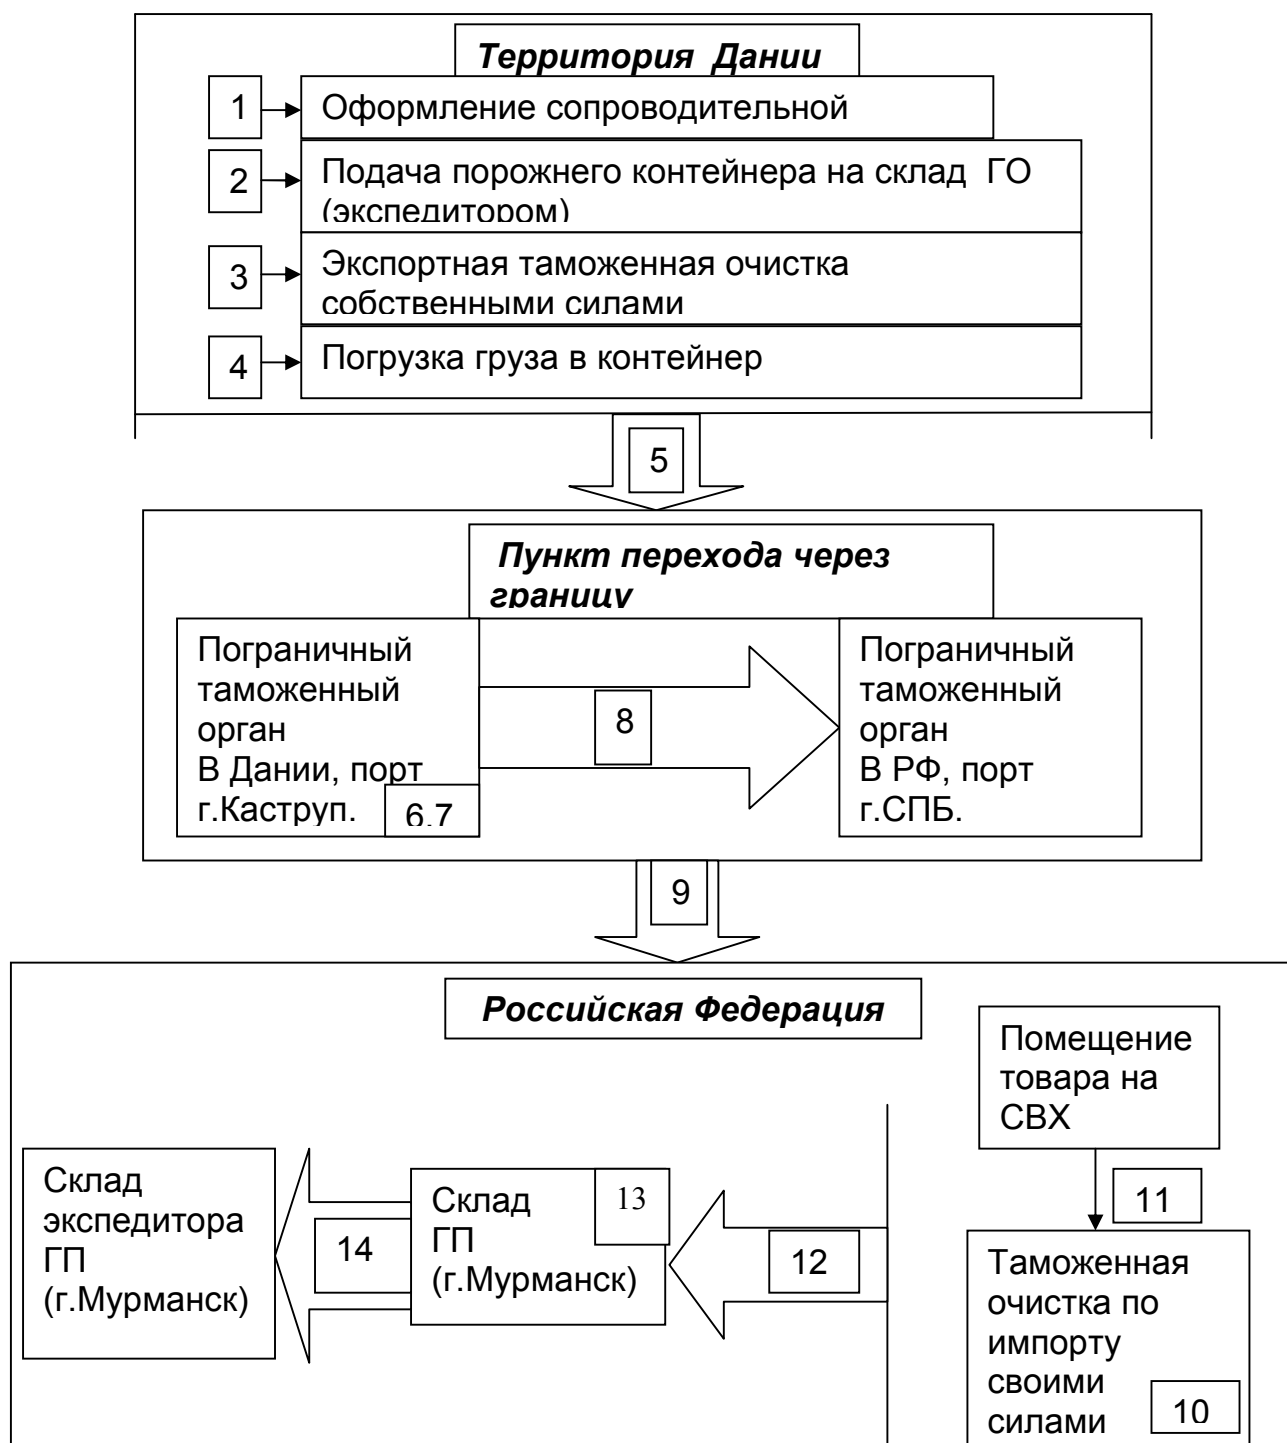 Территория Дании
1
Оформление сопроводительной
2
Подача порожнего контейнера на склад ГО
(экспедитором)
3
Экспортная таможенная очистка
собственными силами
4
Погрузка груза в контейнер
5
Пункт перехода через
границу
Пограничный
таможенный
орган
В Дании, порт
г.Каструп.
6.7
8
Пограничный
таможенный
орган
В РФ, порт
г.СПБ.
9
Российская Федерация
Помещение
товара на
СВХ
11
Склад
экспедитора
ГП
(г.Мурманск)
14
Склад
ГП
(г.Мурманск)
13
12
Таможенная
очистка по
импорту
своими
силами
10